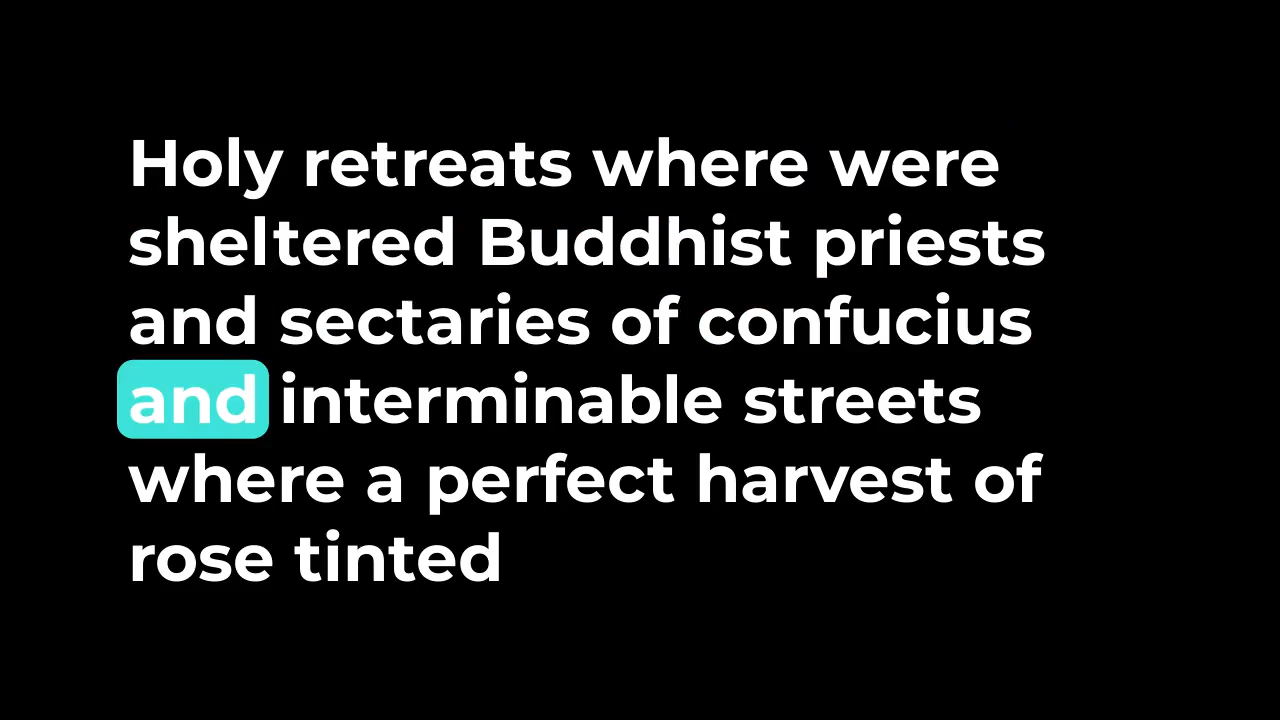 Holy retreats where were
sheltered Buddhist priests
and sectaries of confucius
and interminable streets
where a perfect harvest of
rose tinted